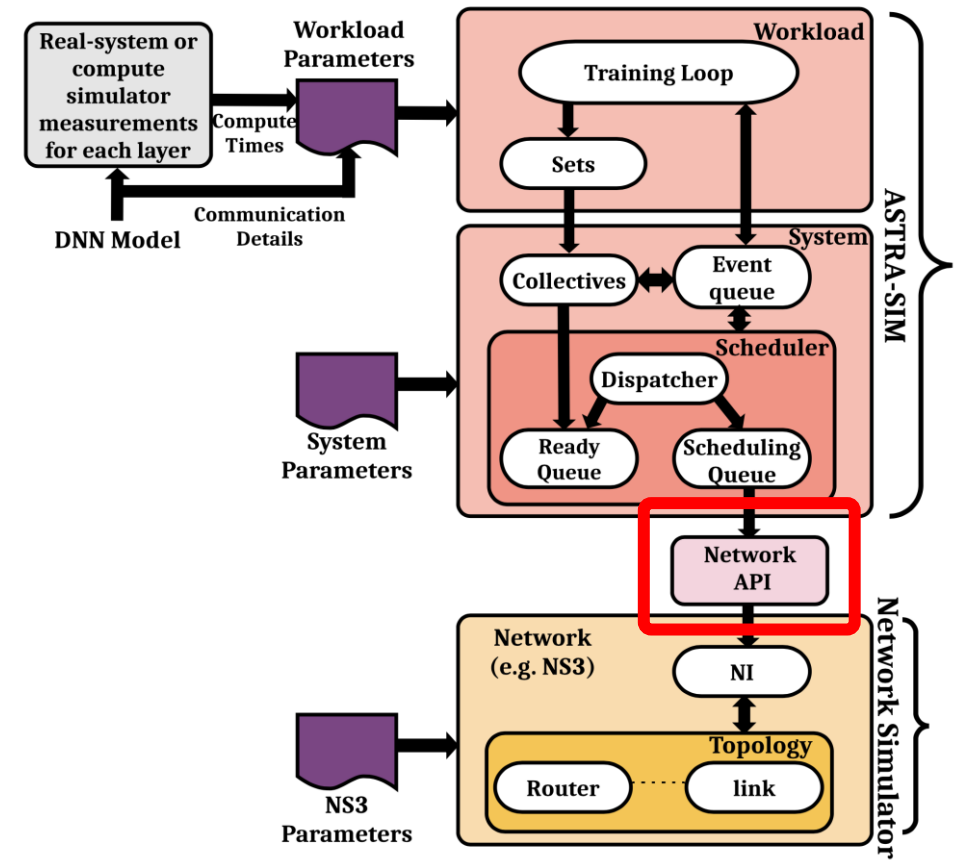 Real-system or
compute
simulator
measurements
for each layer
Workload
Parameters
Compute
Times
Communication
Details
DNN Model
Workload
Training Loop
Sets
System
Collectives
Event
queue
Scheduler
Dispatcher
Ready
Queue
Scheduling
Queue
ASTRA-SIM
System
Parameters
Network
API
Network
(e.g. NS3)
NI
Topology
Router
link
Network Simulator
NS3
Parameters